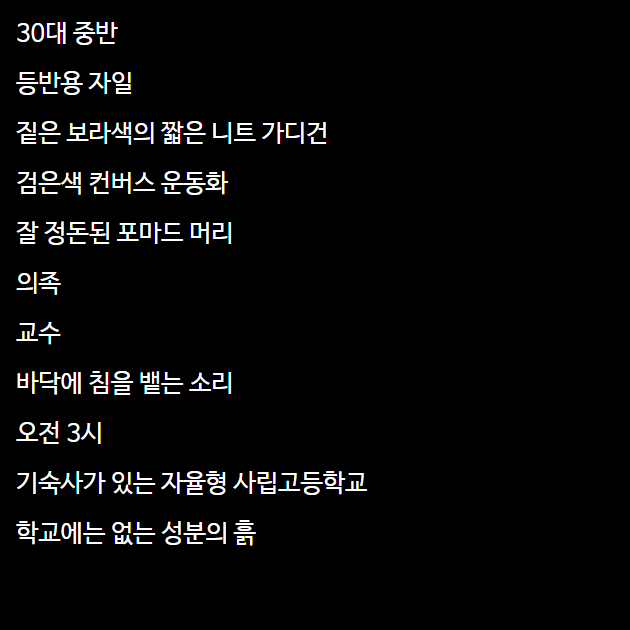 30대 중반
등반용 자일
짙은 보라색의 짧은 니트 가디건
검은색 컨버스 운동화
잘 정돈된 포마드 머리
의족
교수
바닥에 침을 뱉는 소리
오전 3시
기숙사가 있는 자율형 사립고등학교
학교에는 없는 성분의 흙